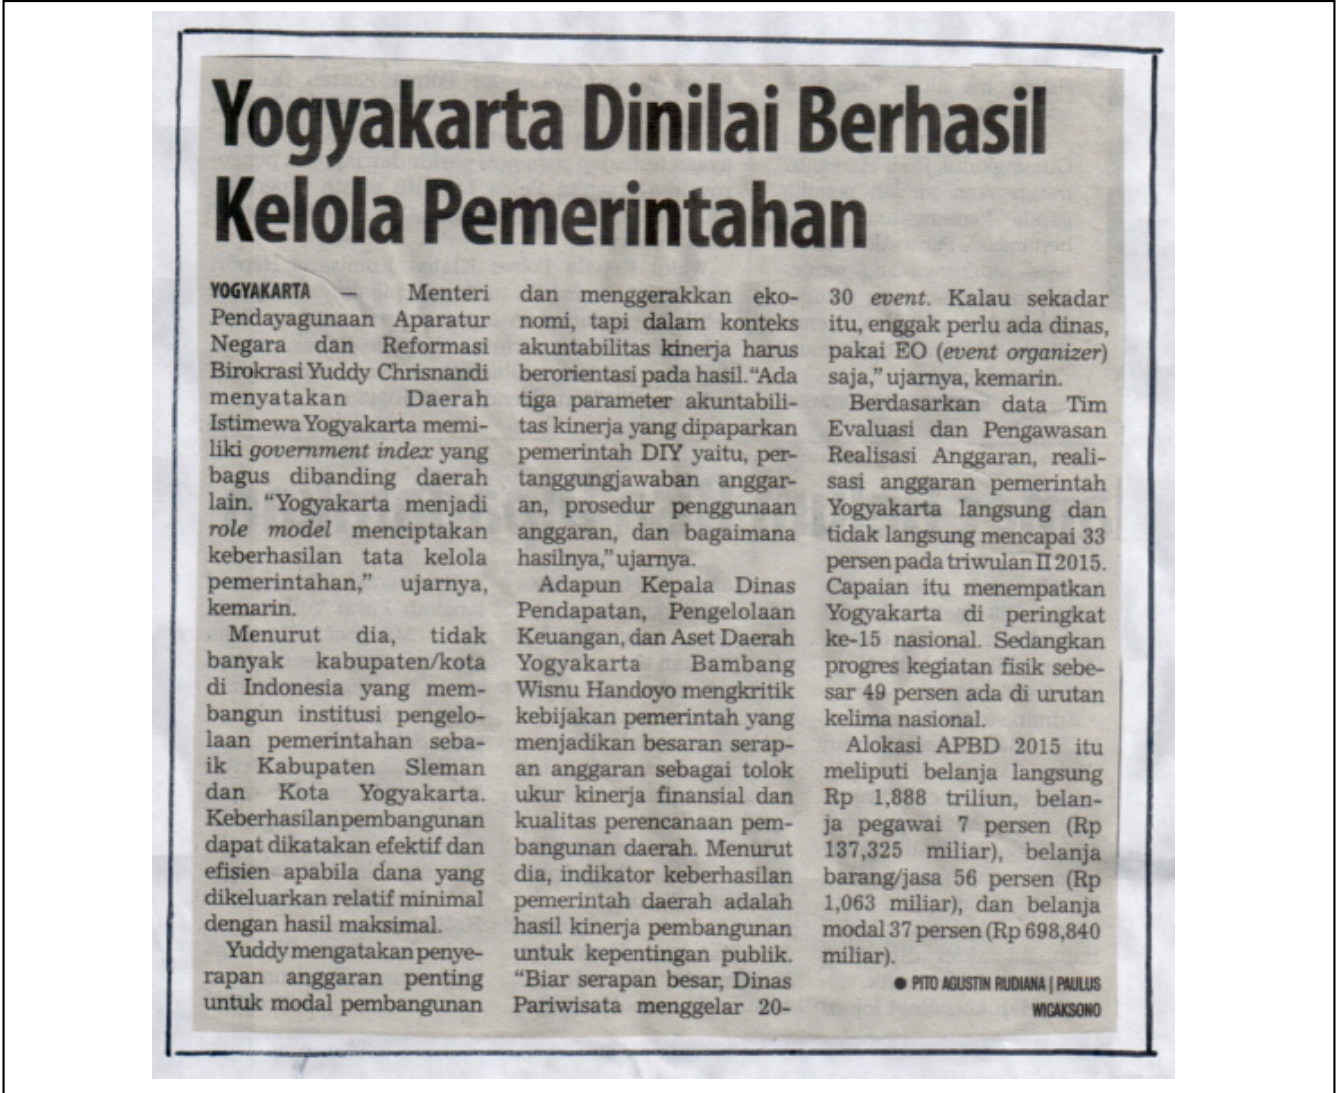 Yogyakarta Dinilai Berhasil
Kelola Pemerintahan
YOGYAKARTA — Menteri
Pendayagunaan Aparatur
Negara dan Reformasi
Birokrasi Yuddy Chrisnandi
menyatakan Daerah
Istimewa Yogyakarta memi-
liki government index yang
bagus dibanding daerah
lain. “Yogyakarta menjadi
role model menciptakan
keberhasilan tata kelola
pemerintahan,” ujarnya,
kemarin.
Menurut dia, tidak
banyak kabupaten/kota
di Indonesia yang mem-
bangun institusi pengelo-
laan pemerintahan seba-
ik Kabupaten Sleman
dan Kota Yogyakarta.
Keberhasilan pembangunan
dapat dikatakan efektif dan
efisien apabila dana yang
dikeluarkan relatif minimal
dengan hasil maksimal.
Yuddy mengatakan penye-
rapan anggaran penting
untuk modal pembangunan
dan menggerakkan eko-
nomi, tapi dalam konteks
akuntabilitas kinerja harus
berorientasi pada hasil. “Ada
tiga parameter akuntabili-
tas kinerja yang dipaparkan
pemerintah DIY yaitu, per-
tanggungjawaban anggar-
an, prosedur penggunaan
anggaran, dan bagaimana
hasilnya,” ujarnya.
Adapun Kepala Dinas
Pendapatan, Pengelolaan
Keuangan, dan Aset Daerah
Yogyakarta Bambang
Wisnu Handoyo mengkritik
kebijakan pemerintah yang
menjadikan besaran serap-
an anggaran sebagai tolok
ukur kinerja finansial dan
kualitas perencanaan pem-
bangunan daerah. Menurut
dia, indikator keberhasilan
pemerintah daerah adalah
hasil kinerja pembangunan
untuk kepentingan publik.
“Biar serapan besar, Dinas
Pariwisata menggelar 20-
30 event. Kalau sekadar
itu, enggak perlu ada dinas,
pakai EO (event organizer)
saja,” ujarnya, kemarin.
Berdasarkan data Tim
Evaluasi dan Pengawasan
Realisasi Anggaran, reali-
sasi anggaran pemerintah
Yogyakarta langsung dan
tidak langsung mencapai 33
persen pada triwulan II 2015.
Capaian itu menempatkan
Yogyakarta di peringkat
ke-15 nasional. Sedangkan
progres kegiatan fisik sebe-
sar 49 persen ada di urutan
kelima nasional.
Alokasi APBD 2015 itu
meliputi belanja langsung
Rp 1,888 triliun, belan-
ja pegawai 7 persen (Rp
137,325 miliar), belanja
barang/jasa 56 persen (Rp
1,063 miliar), dan belanja
modal 37 persen (Rp 698,840
miliar).
● PITO AGUSTIN RUDIANA | PAULUS
WICAKSONO